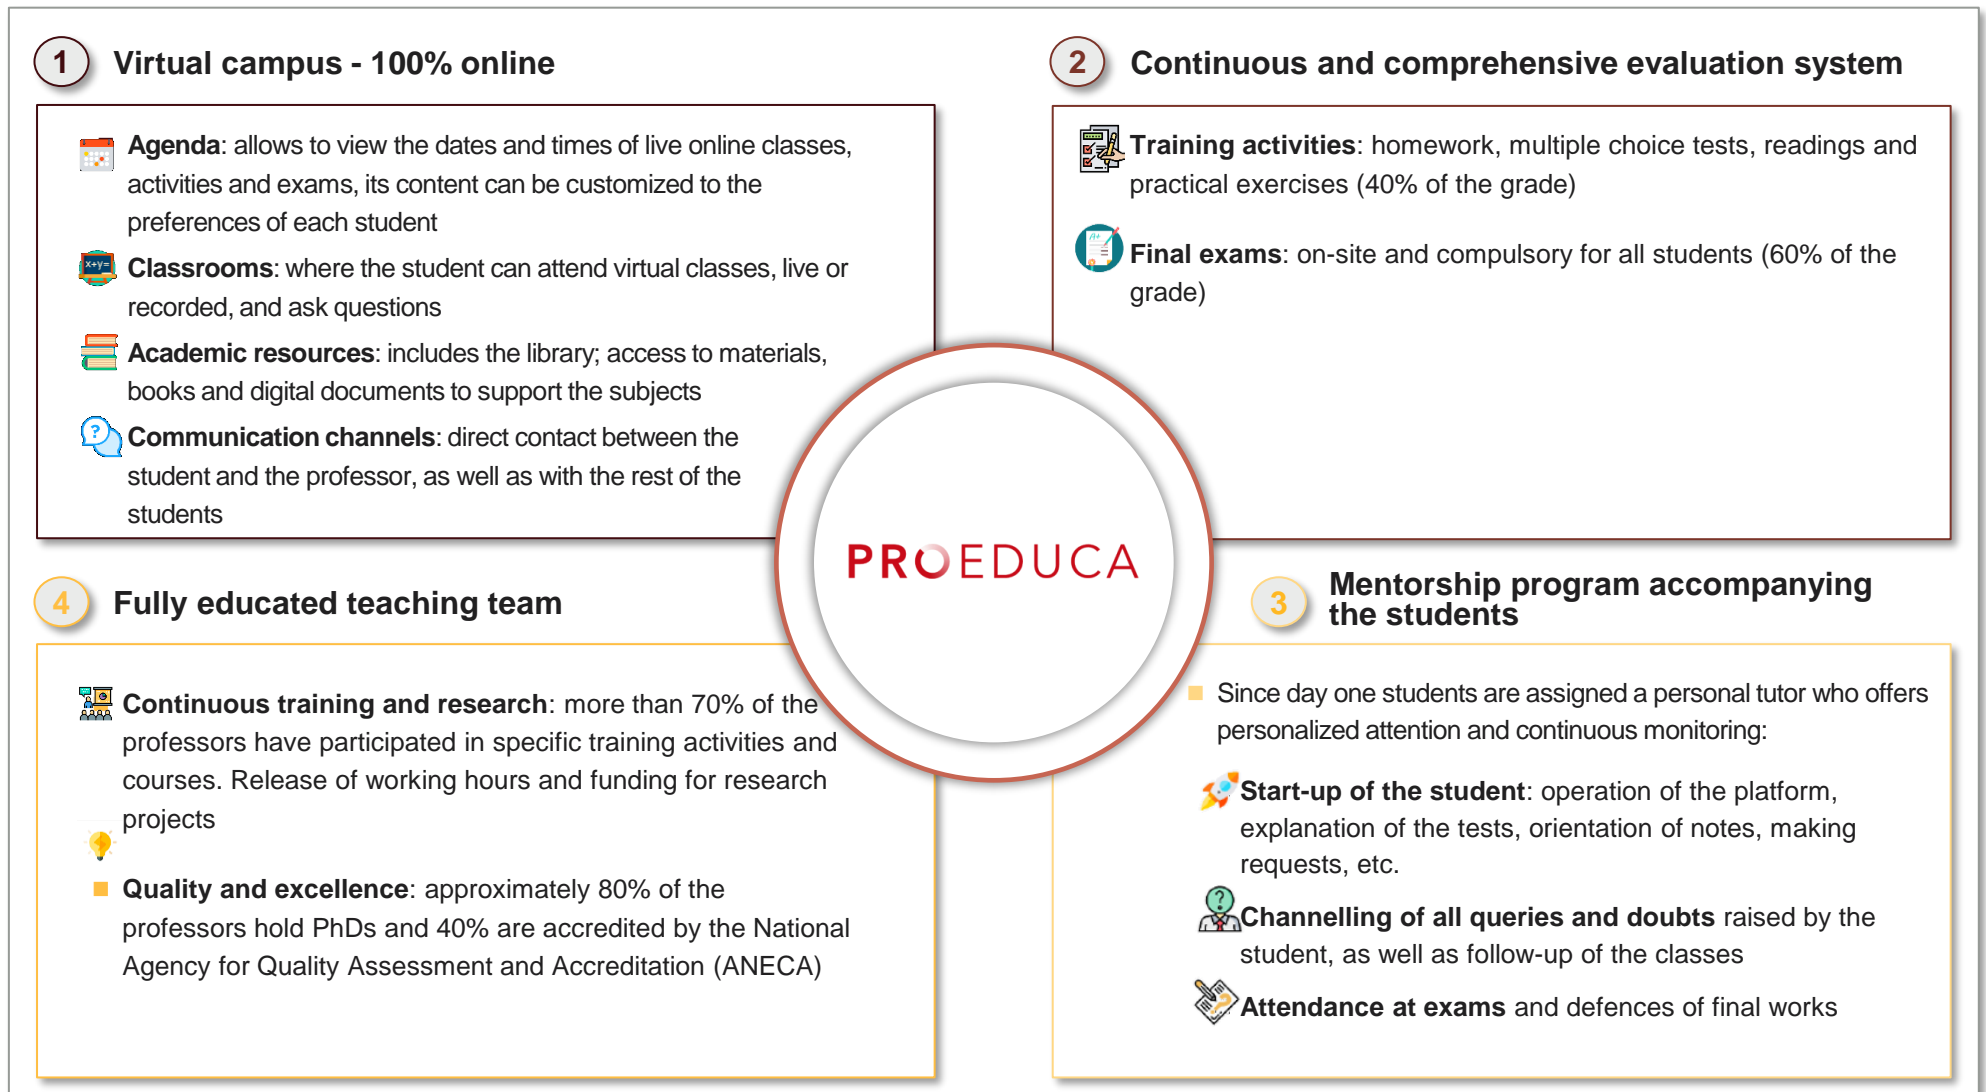 1 Virtual campus - 100% online
Agenda: allows to view the dates and times of live online classes,
activities and exams, its content can be customized to the
preferences of each student
Classrooms: where the student can attend virtual classes, live or
recorded, and ask questions
Academic resources: includes the library; access to materials,
books and digital documents to support the subjects
Communication channels: direct contact between the
student and the professor, as well as with the rest of the
students
2 Continuous and comprehensive evaluation system
Training activities: homework, multiple choice tests, readings and
practical exercises (40% of the grade)
Final exams: on-site and compulsory for all students (60% of the
grade)
PROEDUCA
4 Fully educated teaching team
Continuous training and research: more than 70% of the
professors have participated in specific training activities and
courses. Release of working hours and funding for research
projects
Quality and excellence: approximately 80% of the
professors hold PhDs and 40% are accredited by the National
Agency for Quality Assessment and Accreditation (ANECA)
3 Mentorship program accompanying
the students
Since day one students are assigned a personal tutor who offers
personalized attention and continuous monitoring:
Start-up of the student: operation of the platform,
explanation of the tests, orientation of notes, making
requests, etc.
Channelling of all queries and doubts raised by the
student, as well as follow-up of the classes
Attendance at exams and defences of final works